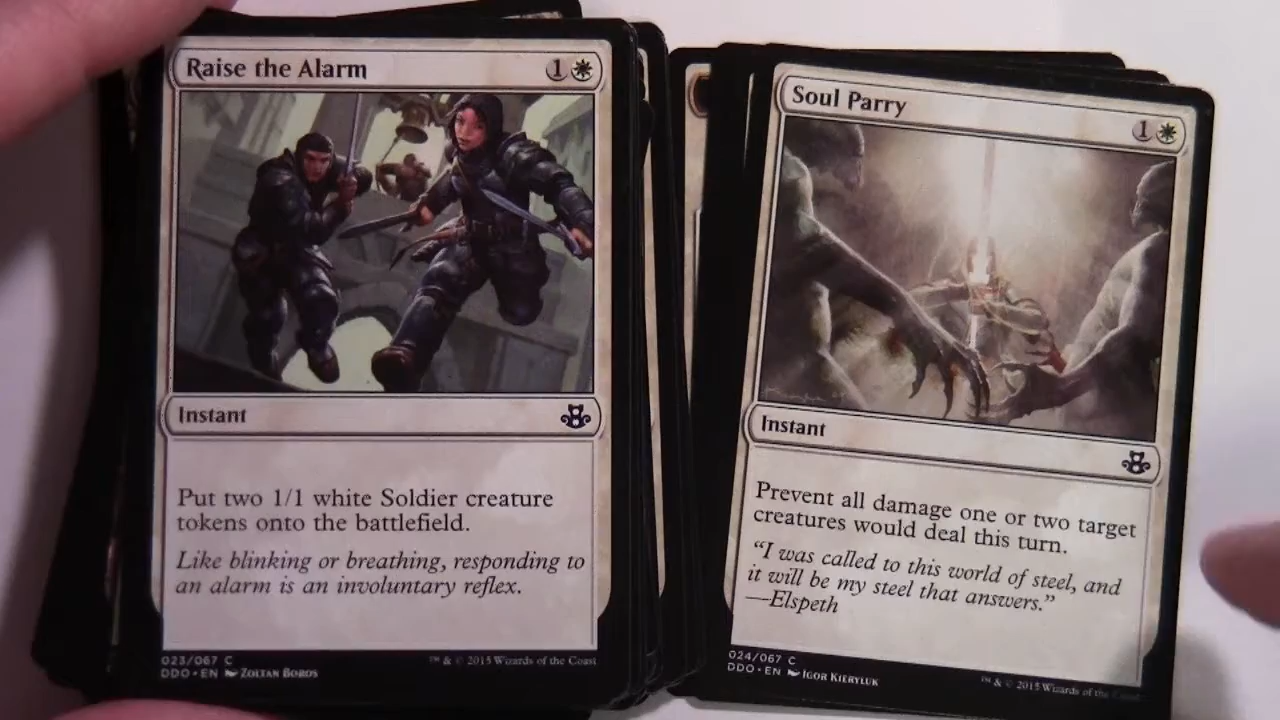 Raise the Alarm 1
Instant
Put two 1/1 white Soldier creature
tokens onto the battlefield.
Like blinking or breathing, responding to
an alarm is an involuntary reflex.
023/067 C
DDO • EN Zoltan Boros
™ & © 2015 Wizards of the Coast
Soul Parry 1
Instant
Prevent all damage one or two target
creatures would deal this turn.
"I was called to this world of steel, and
it will be my steel that answers."
—Elspeth
024/067 C
DDO • EN Igor Kieryluk
™ & © 2015 Wizards of the Coast